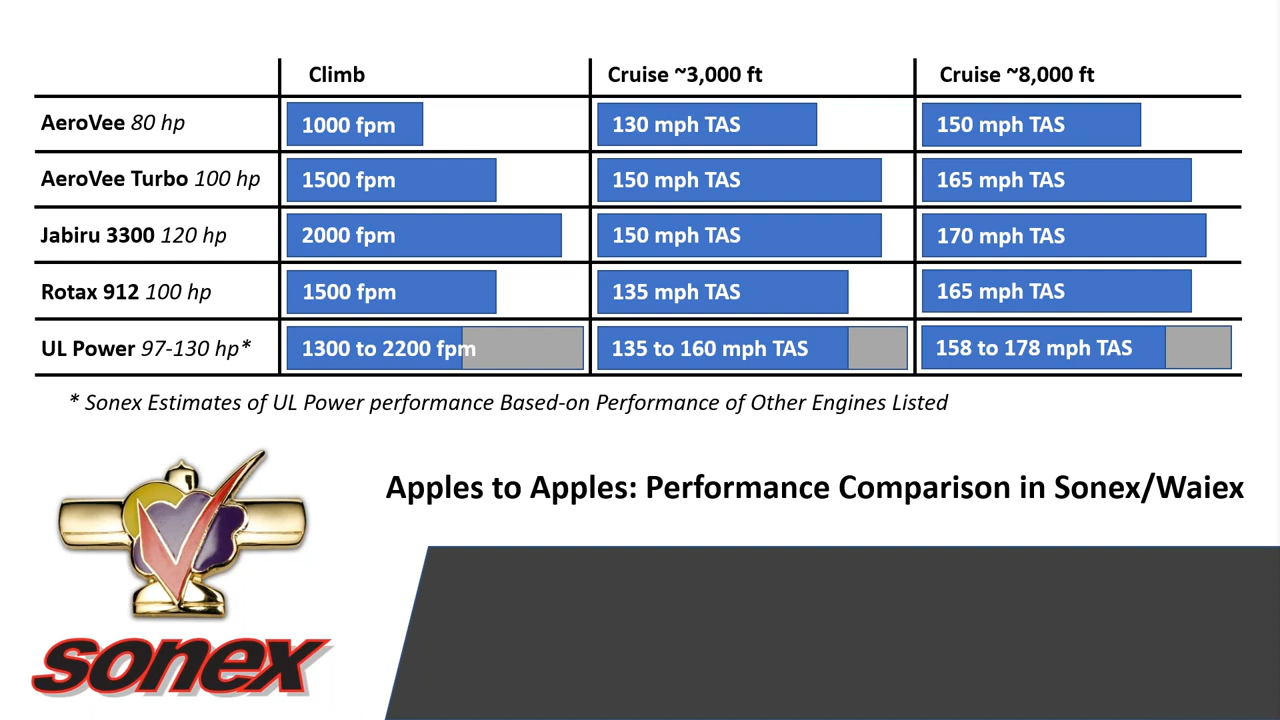 Climb Cruise ~3,000 ft Cruise ~8,000 ft
AeroVee 80 hp 1000 fpm 130 mph TAS 150 mph TAS
AeroVee Turbo 100 hp 1500 fpm 150 mph TAS 165 mph TAS
Jabiru 3300 120 hp 2000 fpm 150 mph TAS 170 mph TAS
Rotax 912 100 hp 1500 fpm 135 mph TAS 165 mph TAS
UL Power 97-130 hp* 1300 to 2200 fpm 135 to 160 mph TAS 158 to 178 mph TAS
* Sonex Estimates of UL Power performance Based-on Performance of Other Engines Listed
Apples to Apples: Performance Comparison in Sonex/Waiex
sonex